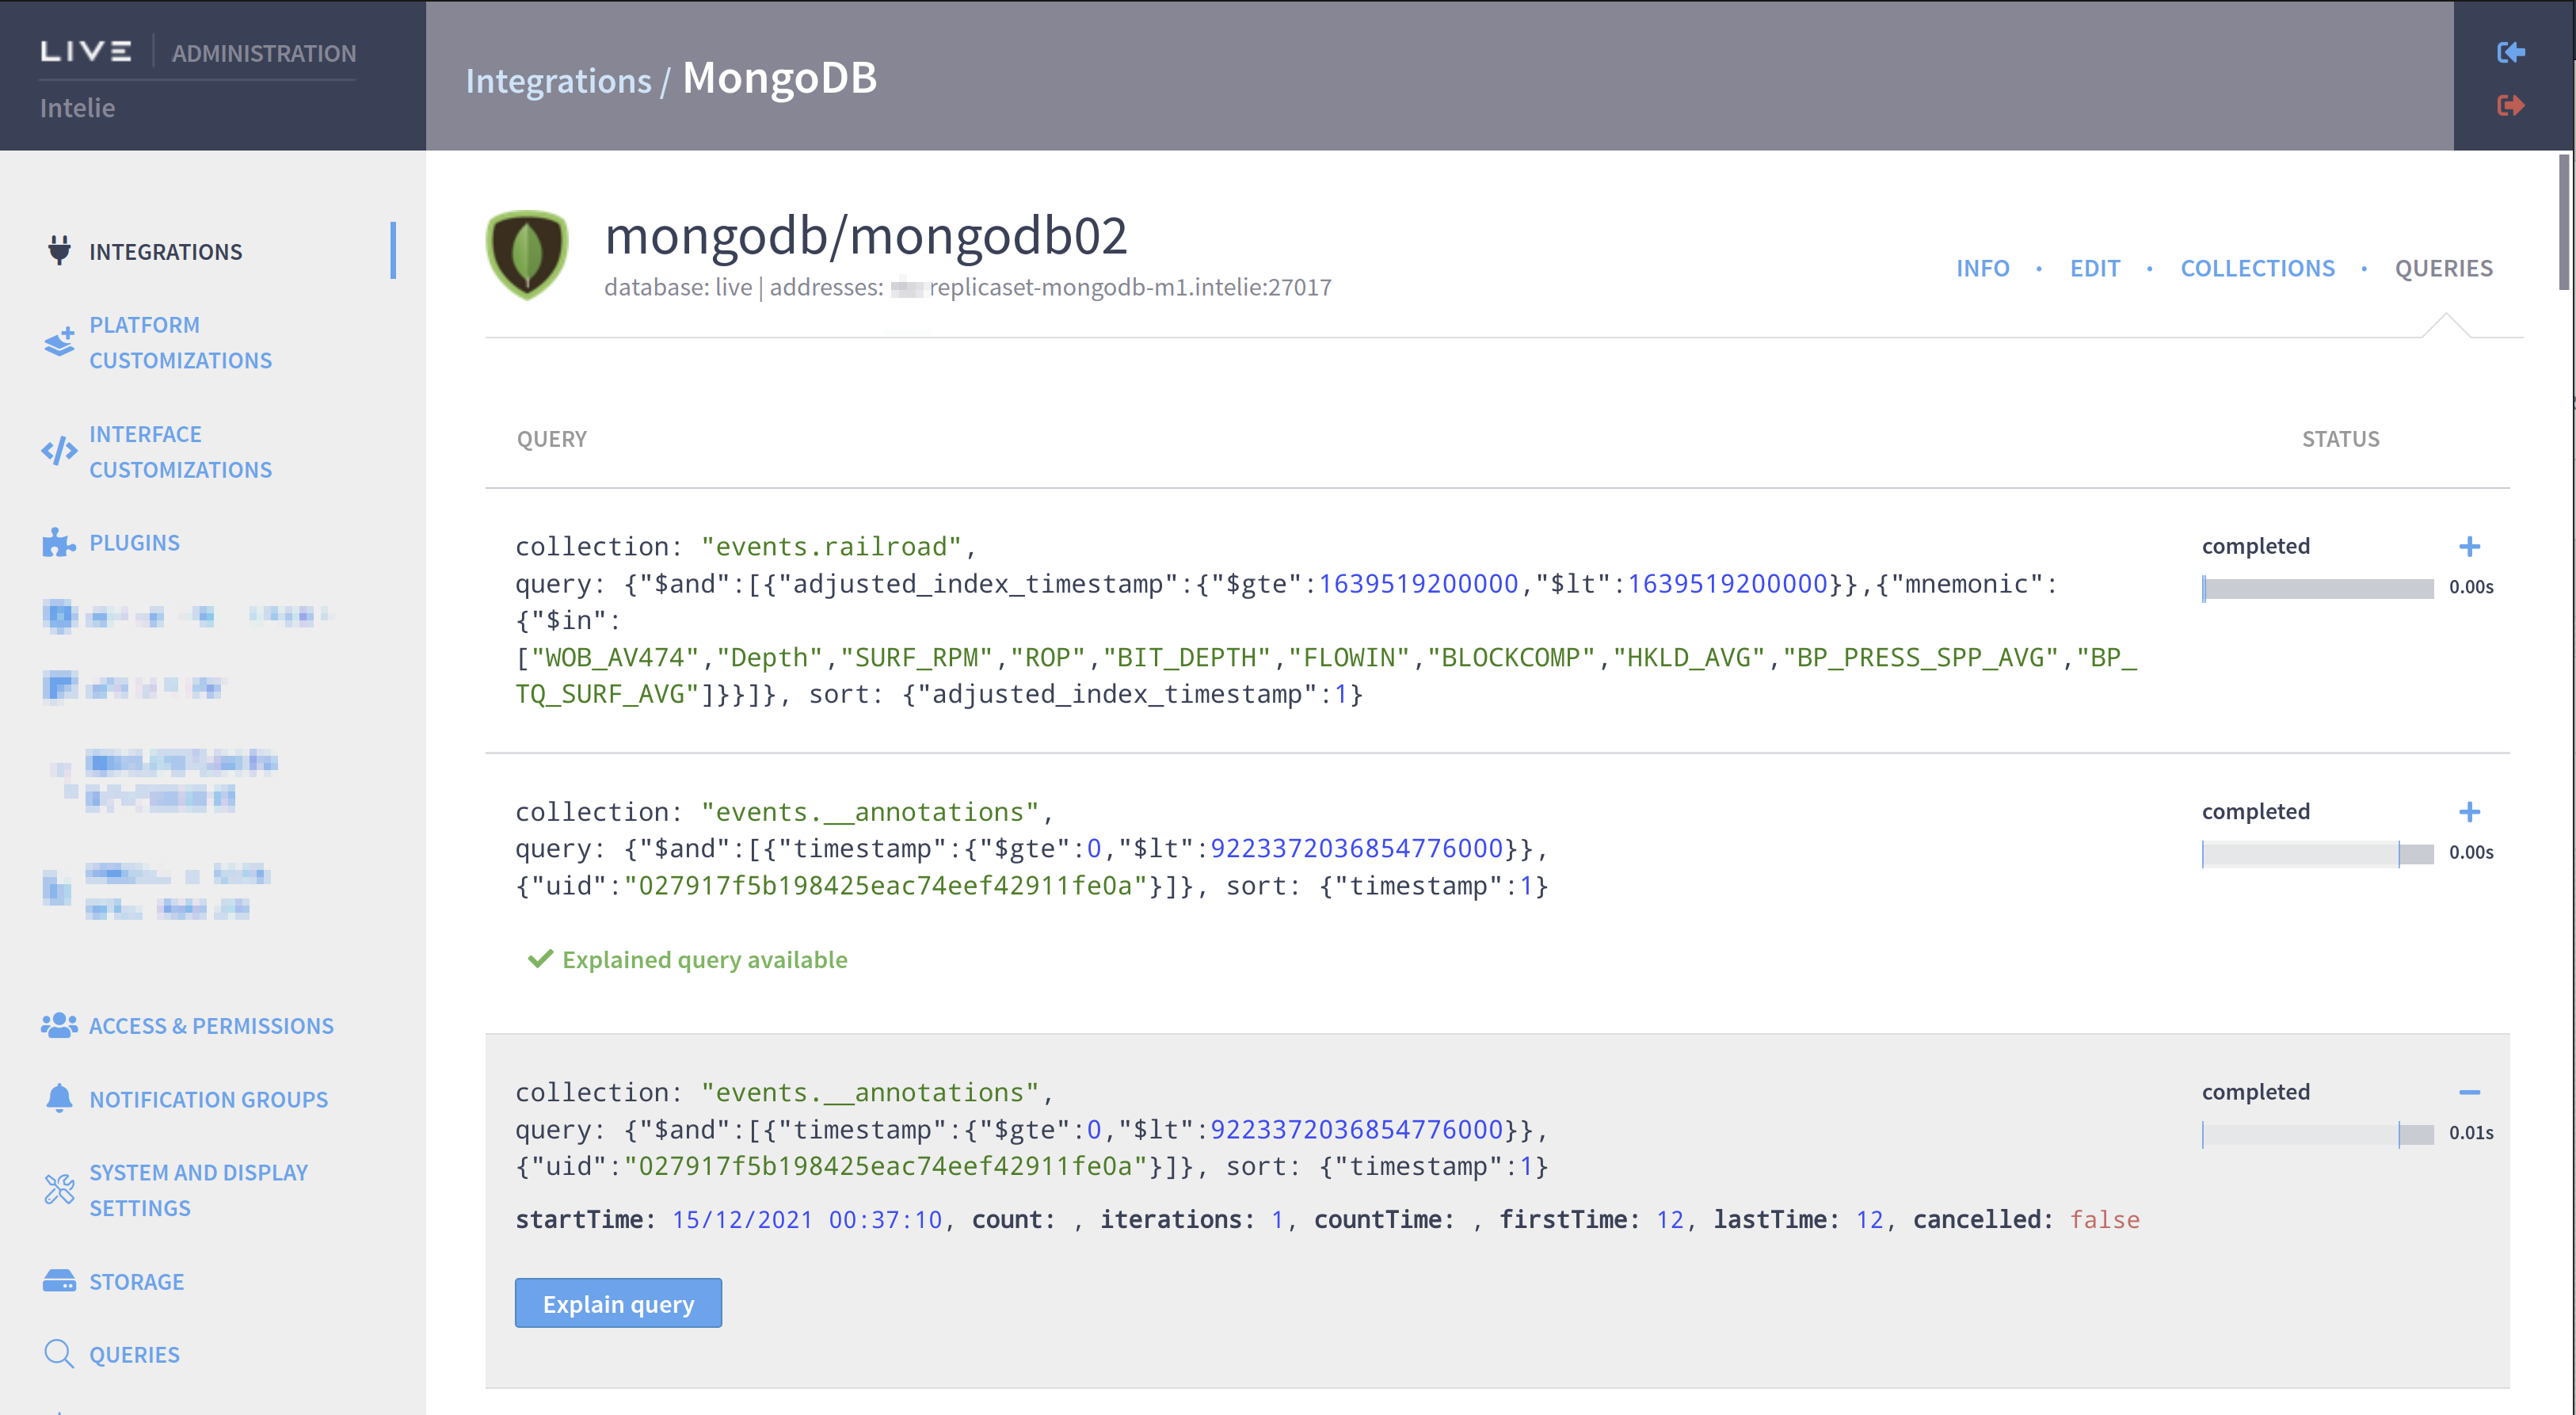 LIVE ADMINISTRATION
Intelie
Integrations / MongoDB
INTEGRATIONS
PLATFORM
CUSTOMIZATIONS
INTERFACE
CUSTOMIZATIONS
PLUGINS
ACCESS & PERMISSIONS
NOTIFICATION GROUPS
SYSTEM AND DISPLAY
SETTINGS
STORAGE
QUERIES
mongodb/mongodb02
database: live | addresses: replicaset-mongodb-m1.intelie:27017
INFO • EDIT • COLLECTIONS • QUERIES
QUERY STATUS
collection: "events.railroad",
query: {"$and":[{"adjusted_index_timestamp":{"$gte":1639519200000,"$lt":1639519200000}},{"mnemonic":
{"$in":
["WOB_AV474","Depth","SURF_RPM","ROP","BIT_DEPTH","FLOWIN","BLOCKCOMP","HKLD_AVG","BP_PRESS_SPP_AVG","BP_
TQ_SURF_AVG"]}}]}, sort: {"adjusted_index_timestamp":1}
completed
0.00s
collection: "events.__annotations",
query: {"$and":[{"timestamp":{"$gte":0,"$lt":9223372036854776000}},
{"uid":"027917f5b198425eac74eef42911fe0a"}]}, sort: {"timestamp":1}
completed
0.00s
Explained query available
collection: "events.__annotations",
query: {"$and":[{"timestamp":{"$gte":0,"$lt":9223372036854776000}},
{"uid":"027917f5b198425eac74eef42911fe0a"}]}, sort: {"timestamp":1}
startTime: 15/12/2021 00:37:10, count: , iterations: 1, countTime: , firstTime: 12, lastTime: 12, cancelled: false
completed
0.01s
Explain query